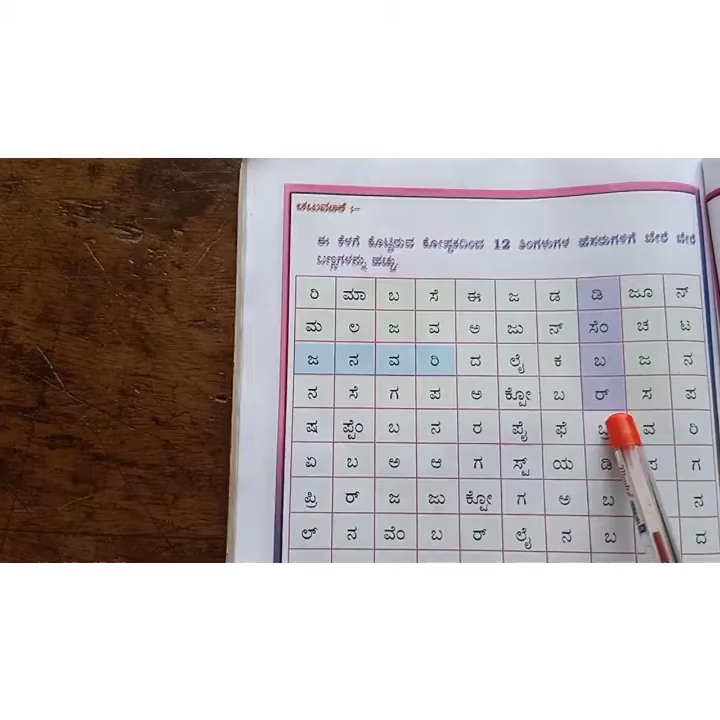 ಚಟುವಟಿಕೆ :-
ಈ ಕೆಳಗೆ ಕೊಟ್ಟಿರುವ ಕೋಷ್ಟಕದಿಂದ 12 ತಿಂಗಳುಗಳ ಹೆಸರುಗಳಿಗೆ ಬೇರೆ ಬೇರೆ
ಬಣ್ಣಗಳನ್ನು ಹಚ್ಚು.
ರಿ ಮಾ ಬ ಸೆ ಈ ಜ ಡ ಡಿ ಜೂ ನ್
ಮ ಲ ಜ ವ ಅ ಜು ನ್ ಸೆಂ ಚ ಟ
ಜ ನ ವ ರಿ ದ ಲೈ ಕ ಬ ಜ ನ
ನ ಸೆ ಗ ಪ ಅ ಕ್ಟೋ ಬ ರ್ ಸ ಪ
ಷ ಪ್ಟೆಂ ಬ ನ ರ ಪೈ ಫೆ ಬ್ರ ವ ರಿ
ಏ ಬ ಅ ಆ ಗ ಸ್ಟ್ ಯ ಡಿ ಗ
ಪ್ರಿ ರ್ ಜ ಜು ಕ್ಟೋ ಗ ಅ ಬ ನ
ಲ್ ನ ವೆಂ ಬ ರ್ ಲೈ ನ ಬ ದ